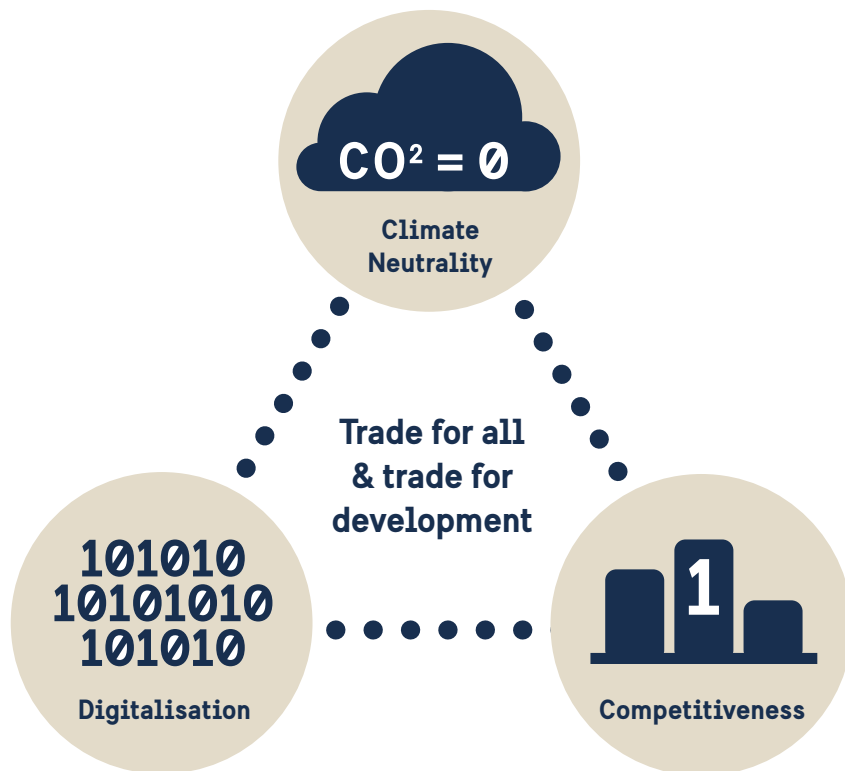 CO² = 0
Climate
Neutrality
Trade for all
& trade for
development
101010
10101010
101010
Digitalisation
1
Competitiveness